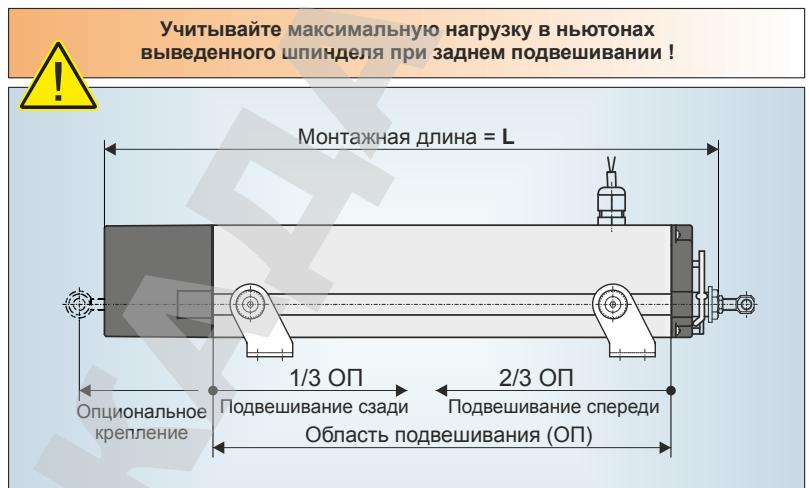 Учитывайте максимальную нагрузку в ньютонах
выведенного шпинделя при заднем подвешивании !
Монтажная длина = L
1/3 ОП
2/3 ОП
Опциональное
крепление
Подвешивание сзади
Подвешивание спереди
Область подвешивания (ОП)
КАДА